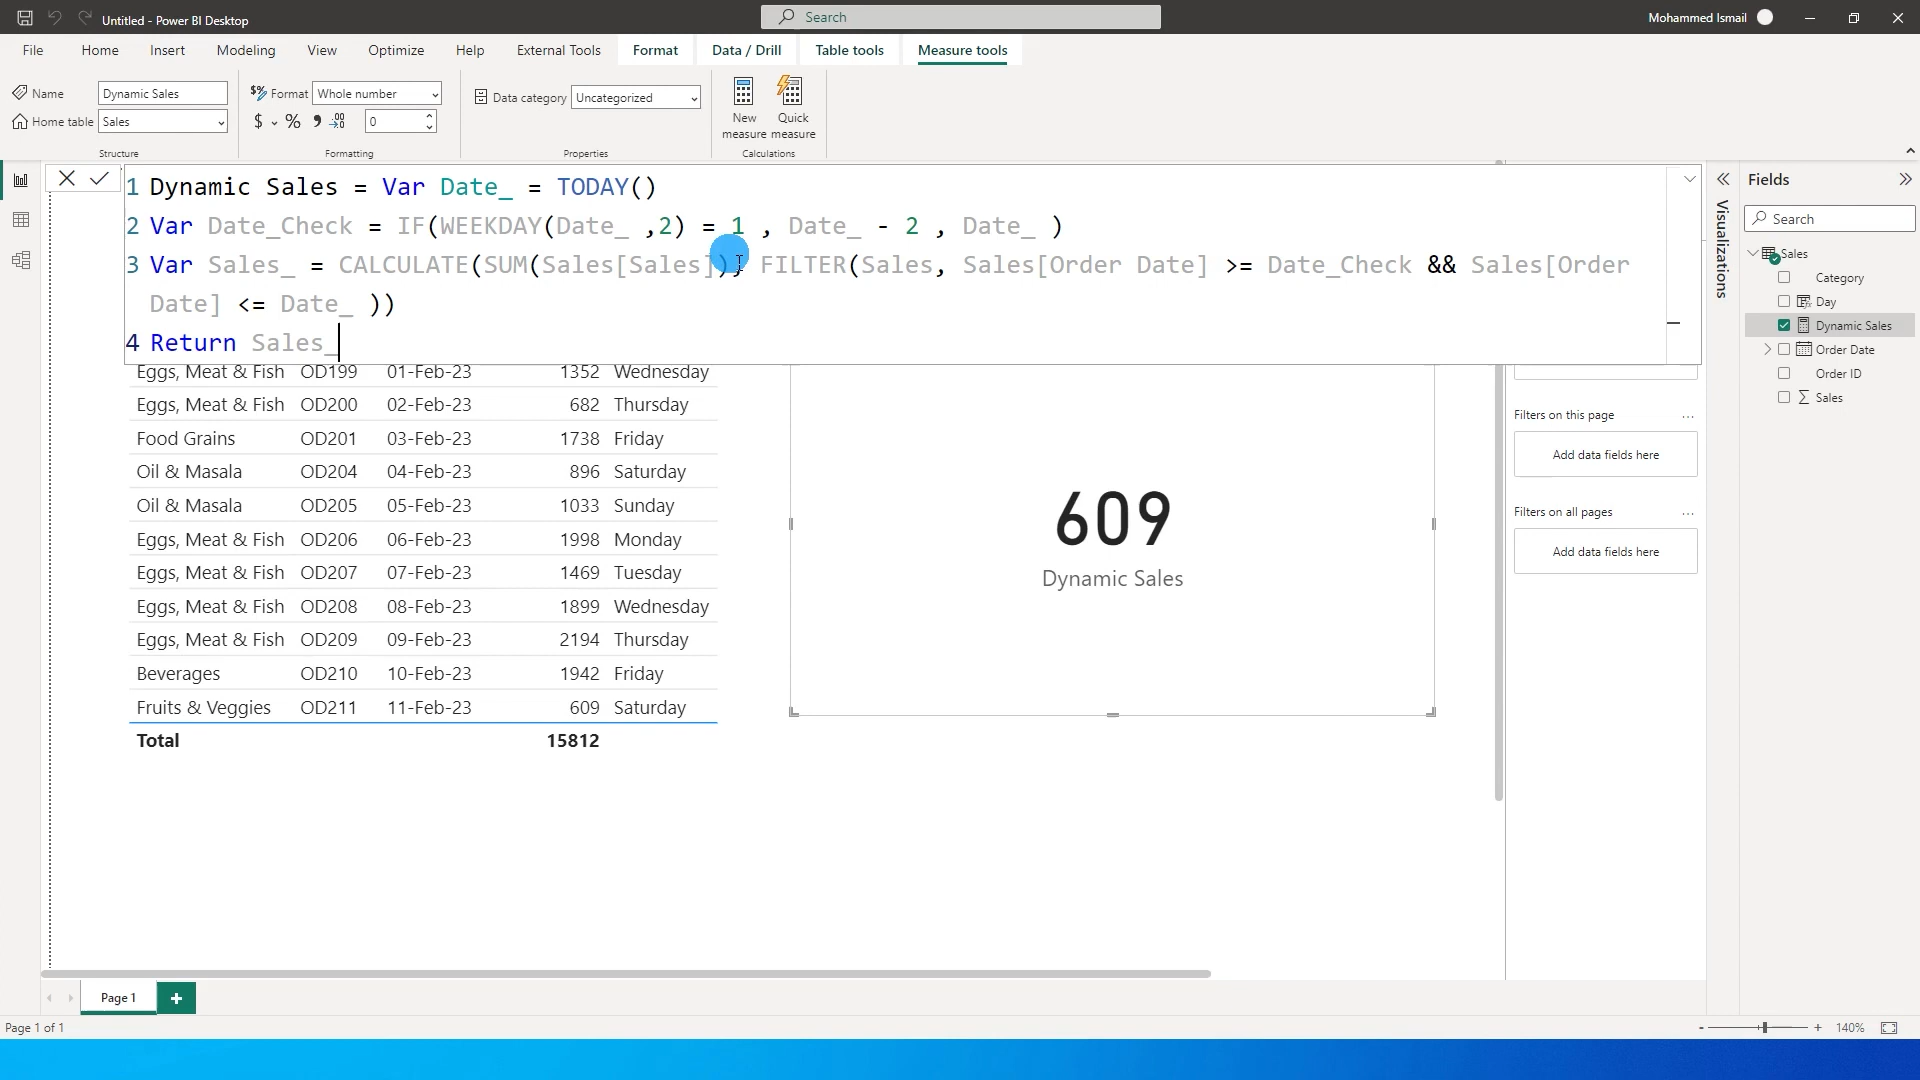 Untitled - Power BI Desktop
Search
Mohammed Ismail
File Home Insert Modeling View Optimize Help External Tools Format Data / Drill Table tools Measure tools
Name Dynamic Sales
Home table Sales
Structure
$% Format Whole number
$ % 9 .00 0
Formatting
Data category Uncategorized
Properties
New measure
Quick measure
Calculations
1 Dynamic Sales = Var Date_ = TODAY()
2 Var Date_Check = IF(WEEKDAY(Date_ ,2) = 1 , Date_ - 2 , Date_ )
3 Var Sales_ = CALCULATE(SUM(Sales[Sales]), FILTER(Sales, Sales[Order Date] >= Date_Check && Sales[Order
Date] <= Date_ ))
4 Return Sales_
Eggs, Meat & Fish OD199 01-Feb-23 1352 Wednesday
Eggs, Meat & Fish OD200 02-Feb-23 682 Thursday
Food Grains OD201 03-Feb-23 1738 Friday
Oil & Masala OD204 04-Feb-23 896 Saturday
Oil & Masala OD205 05-Feb-23 1033 Sunday
Eggs, Meat & Fish OD206 06-Feb-23 1998 Monday
Eggs, Meat & Fish OD207 07-Feb-23 1469 Tuesday
Eggs, Meat & Fish OD208 08-Feb-23 1899 Wednesday
Eggs, Meat & Fish OD209 09-Feb-23 2194 Thursday
Beverages OD210 10-Feb-23 1942 Friday
Fruits & Veggies OD211 11-Feb-23 609 Saturday
Total 15812
609
Dynamic Sales
Filters on this page ...
Add data fields here
Filters on all pages ...
Add data fields here
Visualizations
Fields
Search
Sales
Category
Day
Dynamic Sales
Order Date
Order ID
Σ Sales
Page 1
+
Page 1 of 1
- + 140%